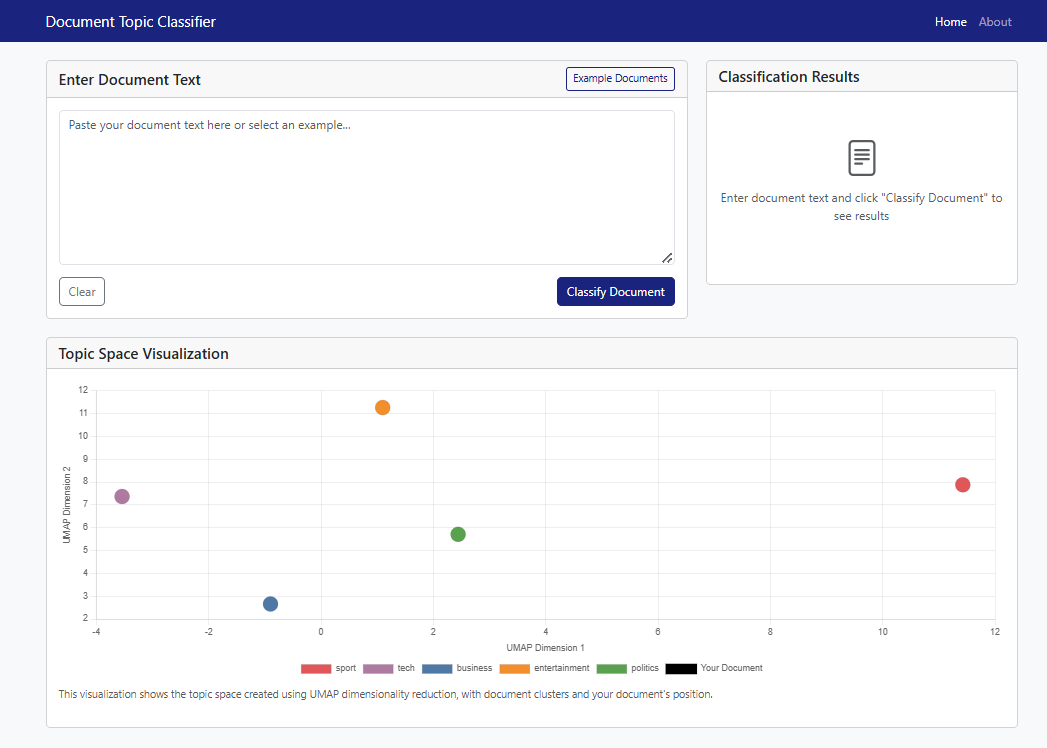 Document Topic Classifier
Home About
Enter Document Text
Example Documents
Paste your document text here or select an example...
Clear
Classify Document
Classification Results
Enter document text and click "Classify Document" to
see results
Topic Space Visualization
12
11
10
9
8
7
6
5
4
3
2
UMAP Dimension 2
-4 -2 0 2 4 6 8 10 12
UMAP Dimension 1
sport tech business entertainment politics Your Document
This visualization shows the topic space created using UMAP dimensionality reduction, with document clusters and your document's position.